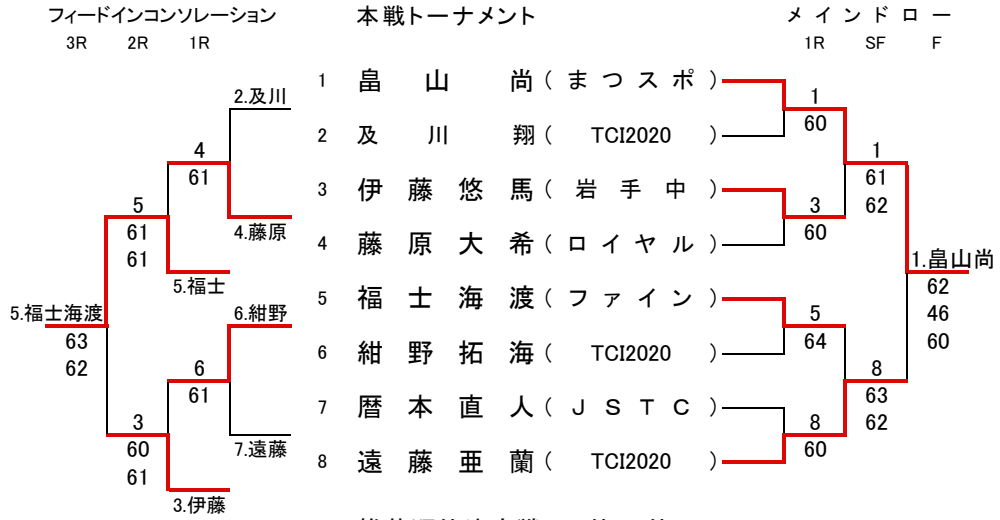 フィードインコンソレーション 本戦トーナメント メインドロー
3R 2R 1R 1R SF F
1 畠山 尚 ( まつスポ )
2 及川 翔 ( TCI2020 )
3 伊藤悠馬 ( 岩手中 )
4 藤原大希 ( ロイヤル )
5 福士海渡 ( ファイン )
6 紺野拓海 ( TCI2020 )
7 暦本直人 ( JSTC )
8 遠藤亜蘭 ( TCI2020 )
2.及川
4
61
4.藤原
5
61
61
5.福士
5.福士海渡
63
62
6.紺野
6
61
7.遠藤
3
60
61
3.伊藤
1
60
3
60
1
61
62
5
64
8
60
8
63
62
1.畠山尚
62
46
60